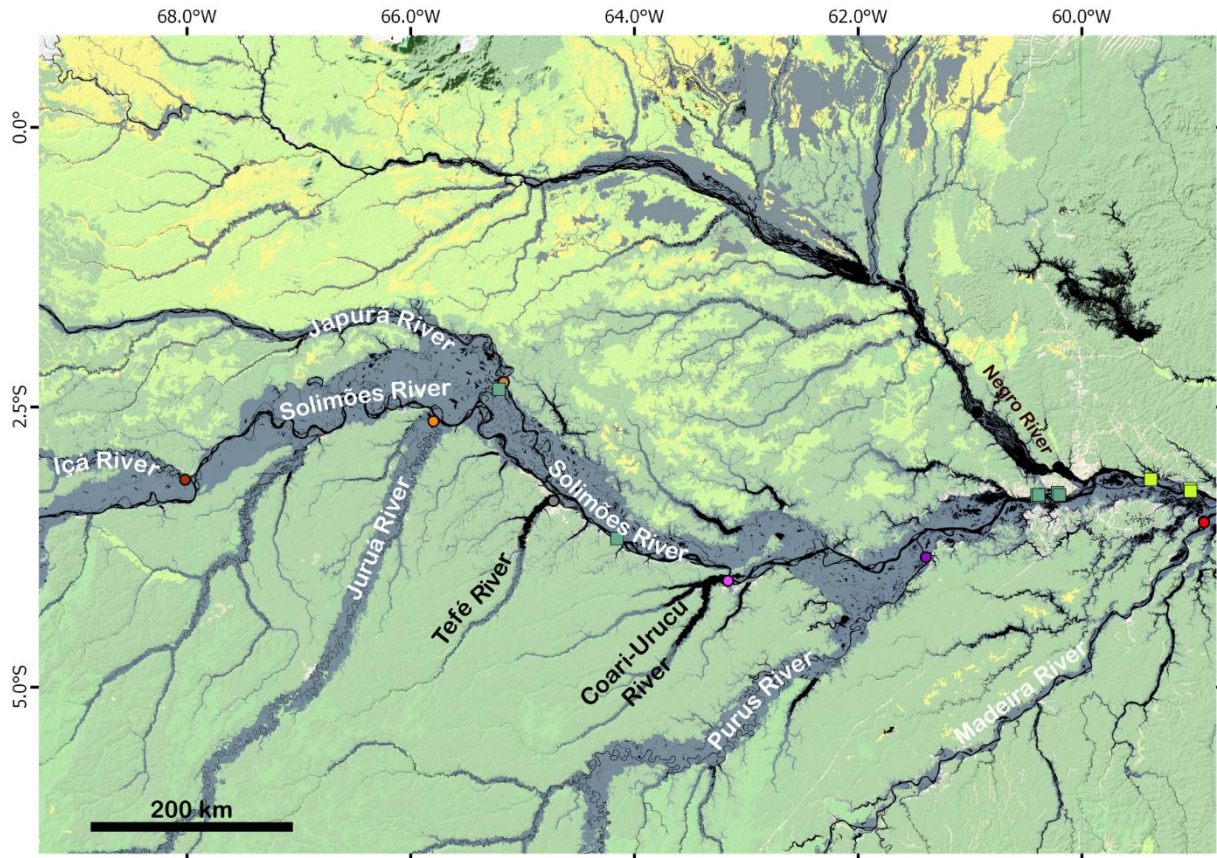 68.0°W 66.0°W 64.0°W 62.0°W 60.0°W
0.0°
2.5°S
5.0°S
Japurá River
Solimões River
Negro River
Içá River
Solimões River
Juruá River
Tefé River
Coari-Urucu
River
Purus River
Madeira River
200 km